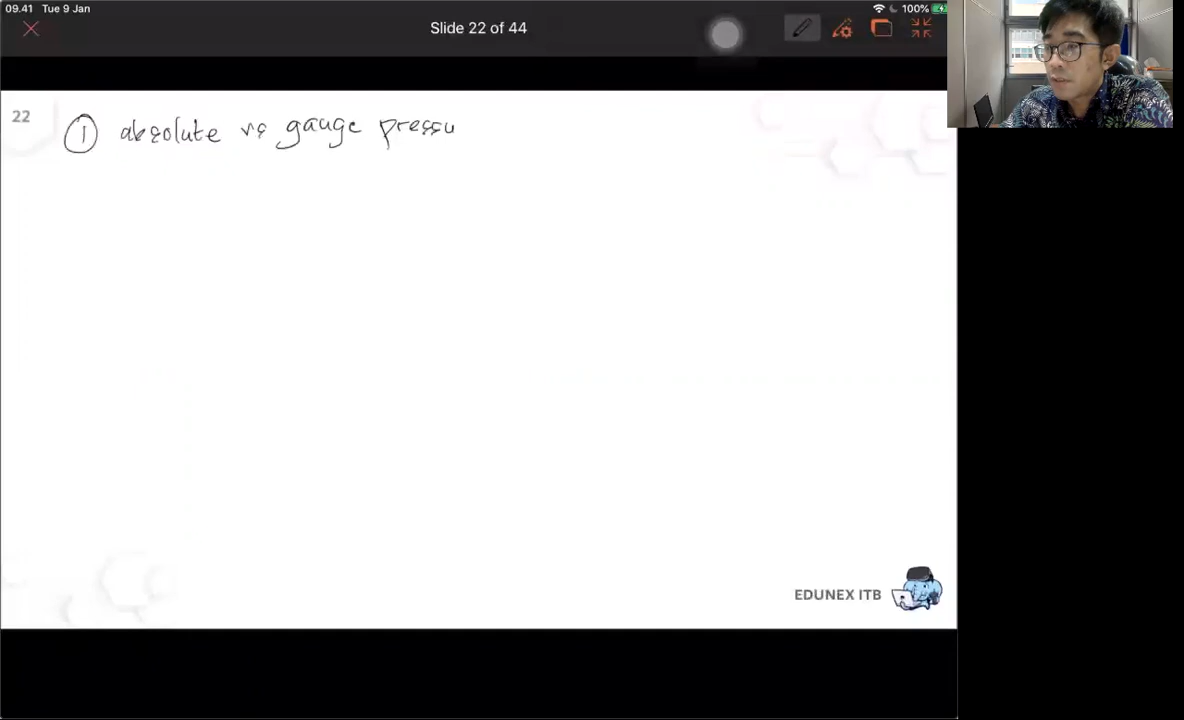 09.41 Tue 9 Jan
100%
Slide 22 of 44
22
① absolute vs gauge pressu
EDUNEX ITB